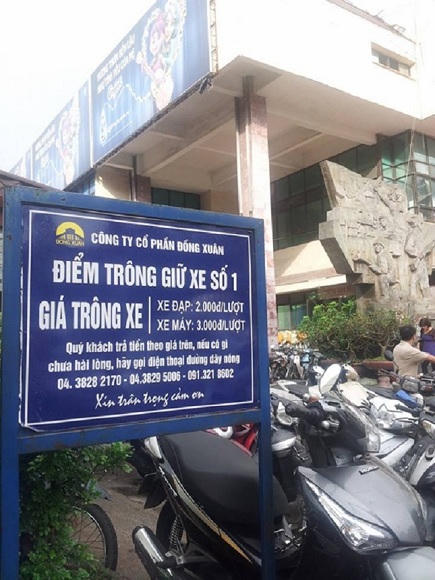 ĐỒNG XUÂN
CÔNG TY CỔ PHẦN ĐỒNG XUÂN
ĐIỂM TRÔNG GIỮ XE SỐ 1
GIÁ TRÔNG XE
XE ĐẠP: 2.000đ/LƯỢT
XE MÁY: 3.000đ/LƯỢT
Quý khách trả tiền theo giá trên, nếu có gì
chưa hài lòng, hãy gọi điện thoại đường dây nóng
04. 3828 2170 - 04.3829 5006 - 091.321 8602
Xin trân trọng cảm ơn